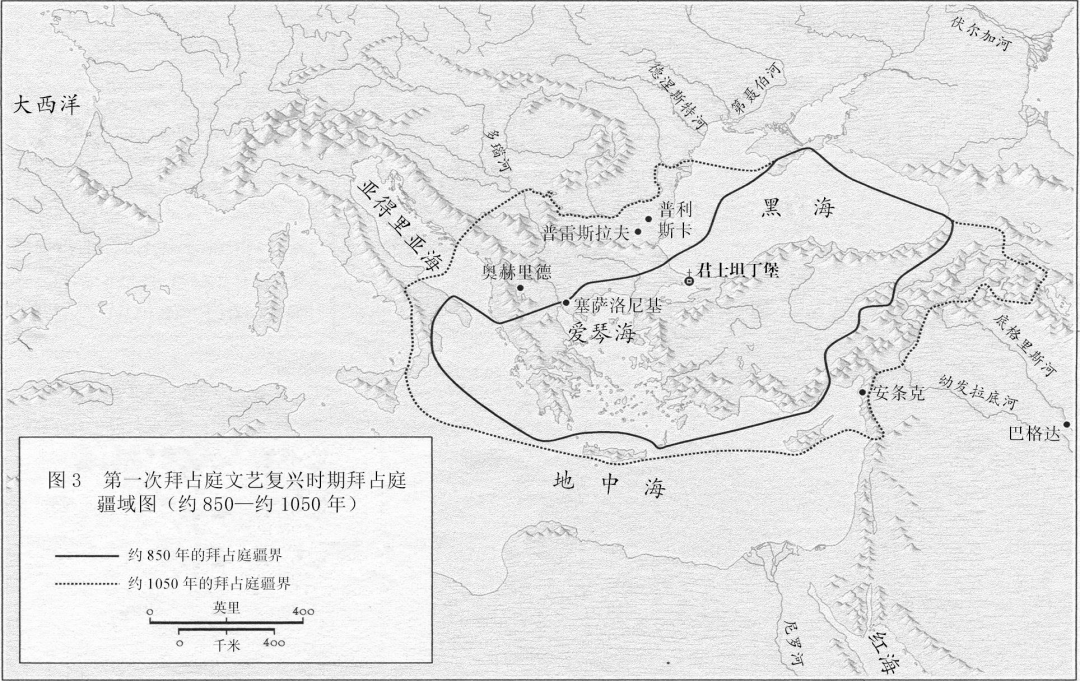 伏尔加河
大西洋
德涅斯特河
第聂伯河
多瑙河
亚得里亚海
黑 海
普利
斯卡
普雷斯拉夫
奥赫里德
君士坦丁堡
塞萨洛尼基
爱琴海
底格里斯河
幼发拉底河
安条克
巴格达
地 中 海
图 3 第一次拜占庭文艺复兴时期拜占庭
疆域图（约 850—约 1050 年）
约 850 年的拜占庭疆界
约 1050 年的拜占庭疆界
0 英里 400
0 千米 400
尼罗河
红海